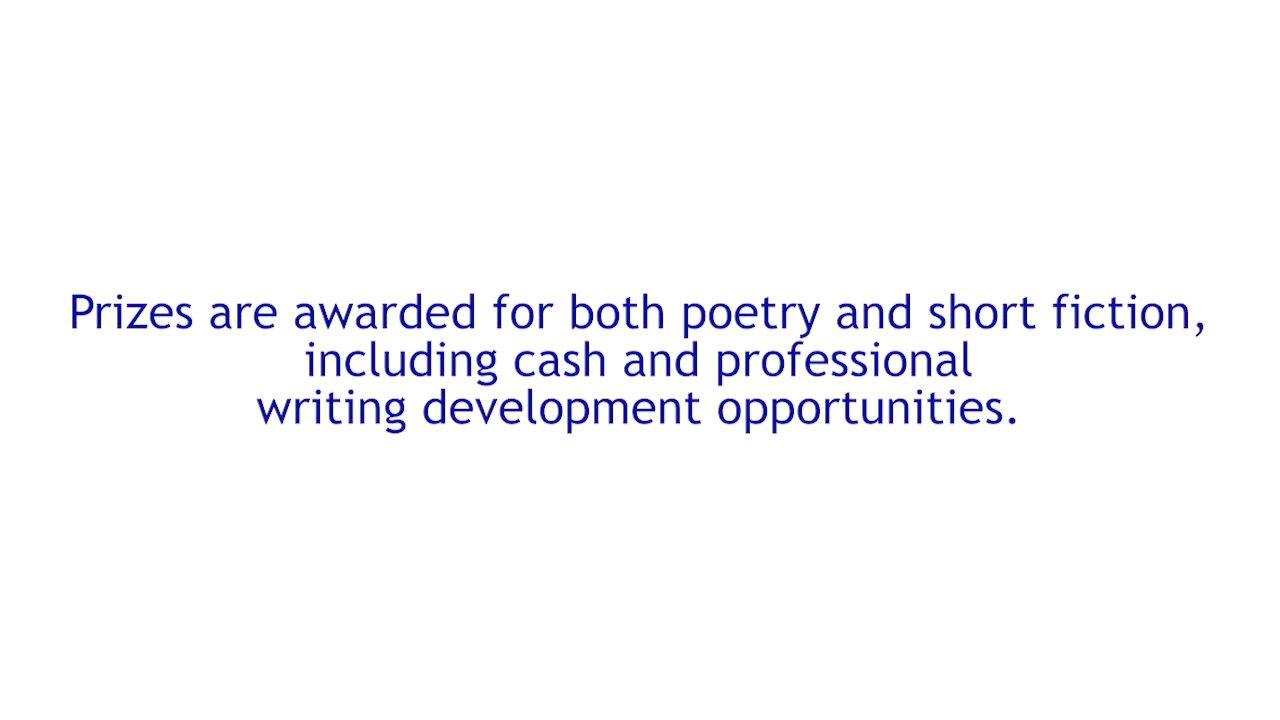 Prizes are awarded for both poetry and short fiction,
including cash and professional
writing development opportunities.